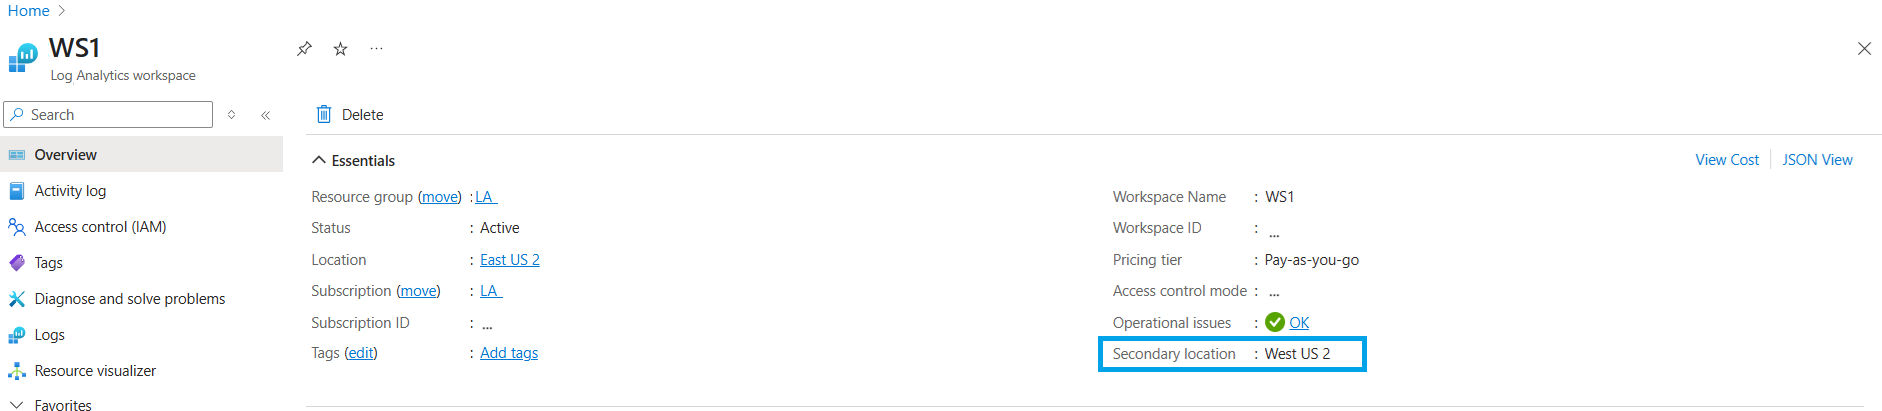 Home
WS1
Log Analytics workspace
Search
Delete
Overview
Essentials
View Cost
JSON View
Activity log
Resource group (move) : LA
Workspace Name : WS1
Access control (IAM)
Status : Active
Workspace ID : ...
Tags
Location : East US 2
Pricing tier : Pay-as-you-go
Diagnose and solve problems
Subscription (move) : LA
Access control mode : ...
Logs
Subscription ID : ...
Operational issues : OK
Resource visualizer
Tags (edit) : Add tags
Secondary location : West US 2
Favorites